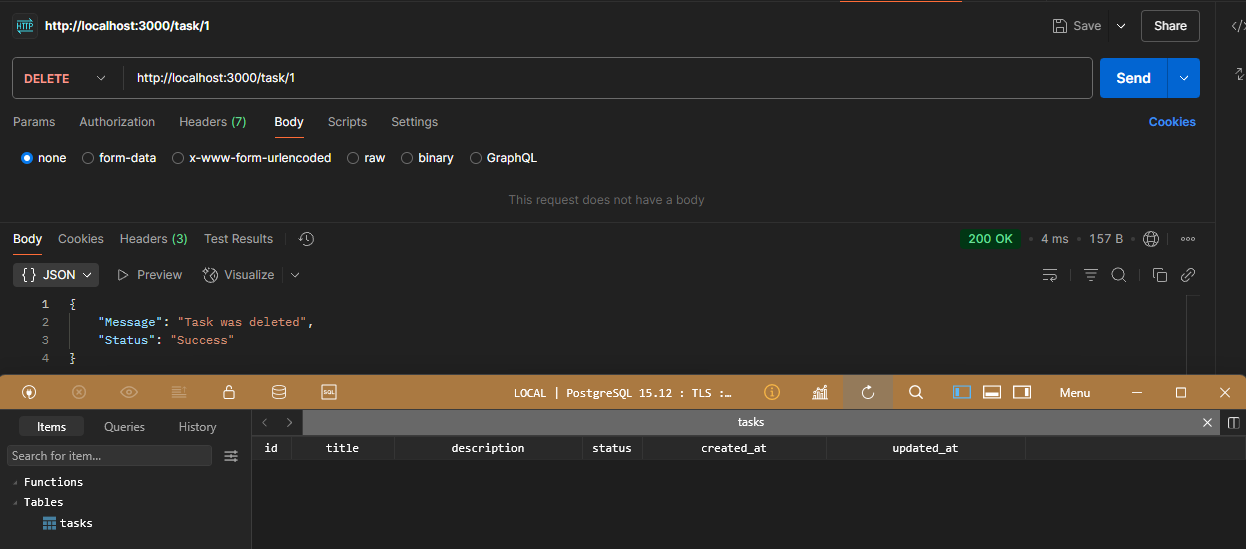 HTTP http://localhost:3000/task/1 Save Share
DELETE http://localhost:3000/task/1 Send
Params Authorization Headers (7) Body Scripts Settings Cookies
none form-data x-www-form-urlencoded raw binary GraphQL
This request does not have a body
Body Cookies Headers (3) Test Results 200 OK • 4 ms • 157 B
{} JSON Preview Visualize
1 {
2 "Message": "Task was deleted",
3 "Status": "Success"
4 }
SQL LOCAL | PostgreSQL 15.12 : TLS :… Menu
Items Queries History tasks
Search for item... id title description status created_at updated_at
Functions
Tables
tasks